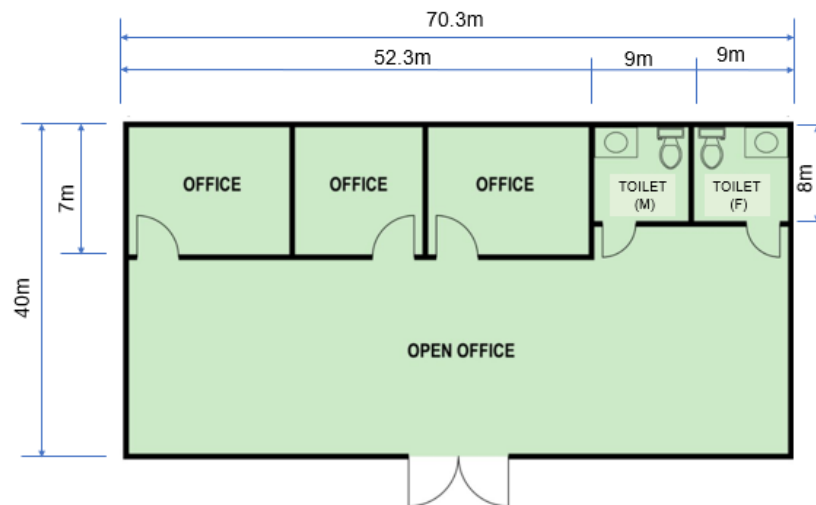 70.3m
52.3m
9m
9m
7m
40m
8m
OFFICE
OFFICE
OFFICE
TOILET
(M)
TOILET
(F)
OPEN OFFICE